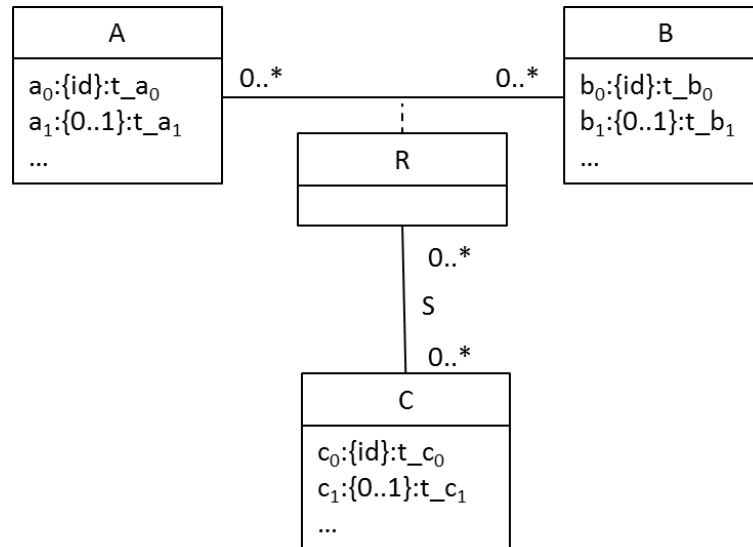 A
a₀:{id}:t_a₀
a₁:{0..1}:t_a₁
...
0..*
0..*
B
b₀:{id}:t_b₀
b₁:{0..1}:t_b₁
...
R
0..*
S
0..*
C
c₀:{id}:t_c₀
c₁:{0..1}:t_c₁
...